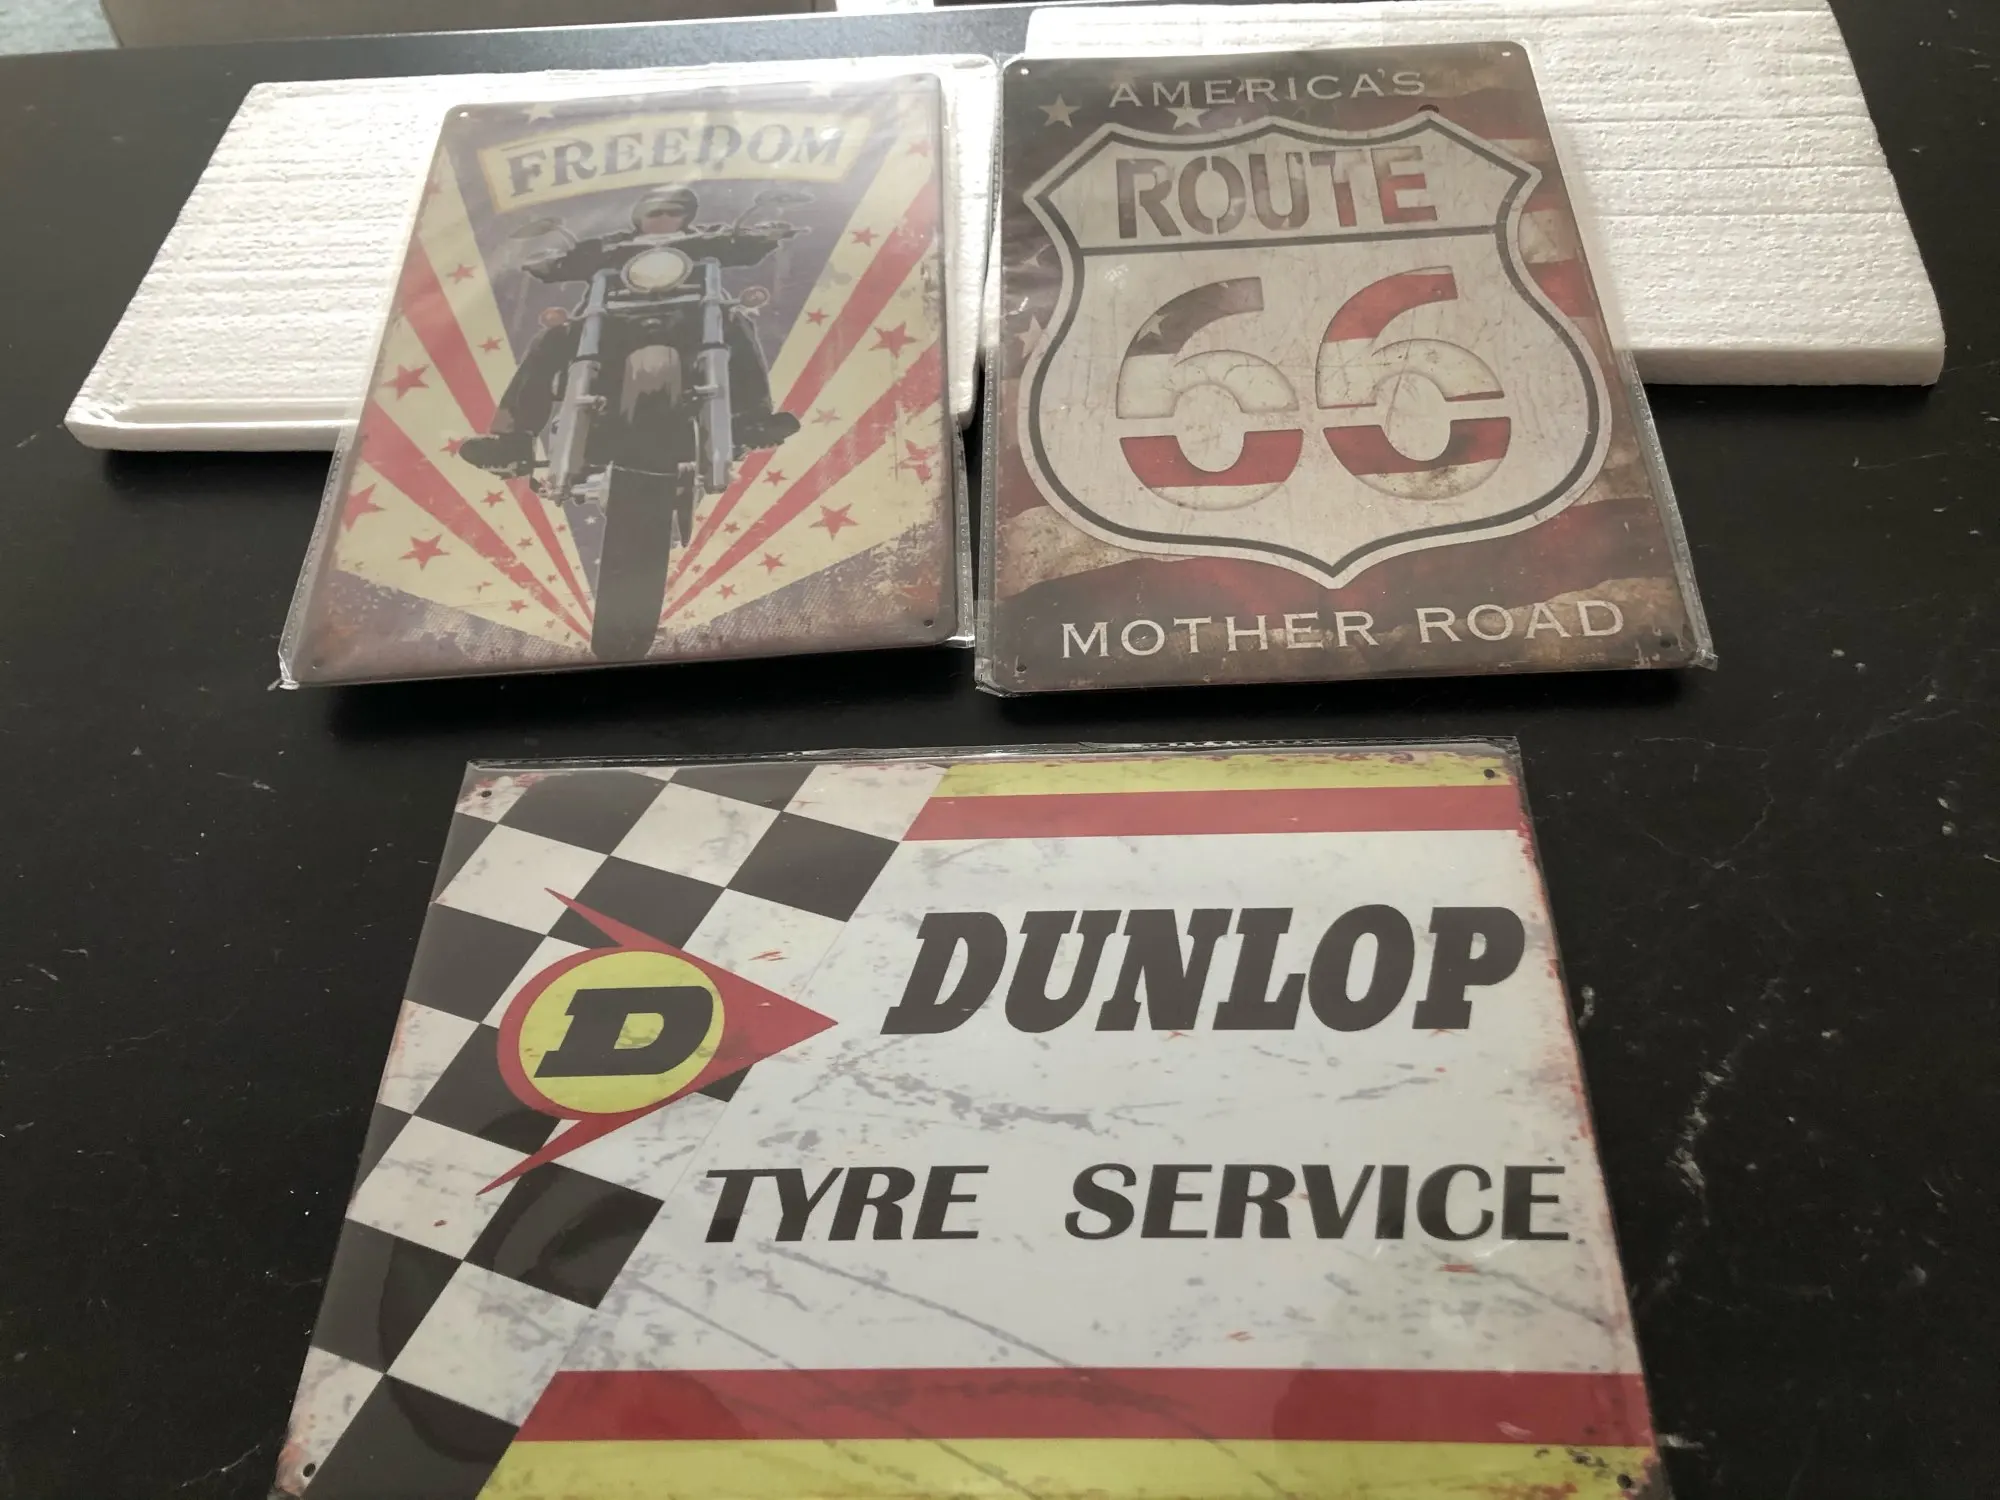 FREEDOM
AMERICA'S
ROUTE
66
MOTHER ROAD
D
DUNLOP
TYRE SERVICE